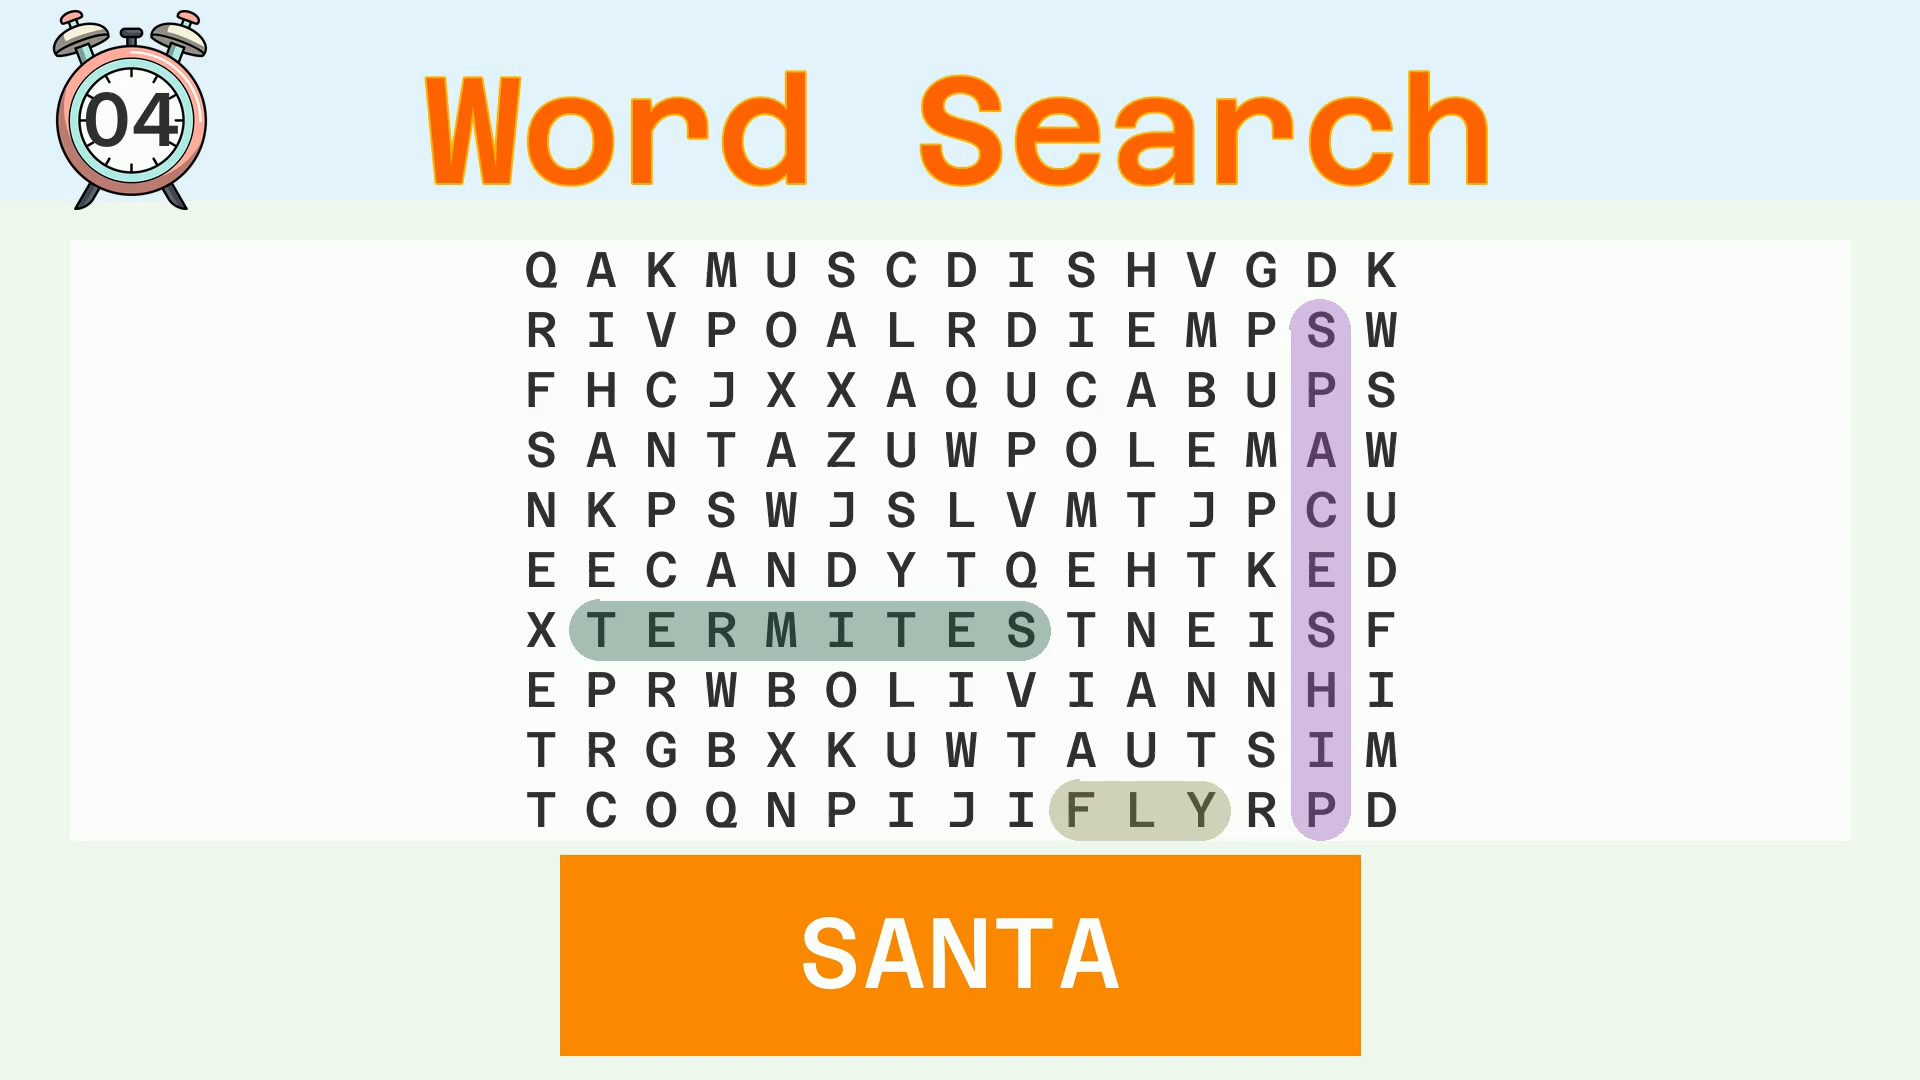 04
Word Search
Q A K M U S C D I S H V G D K
R I V P O A L R D I E M P S W
F H C J X X A Q U C A B U P S
S A N T A Z U W P O L E M A W
N K P S W J S L V M T J P C U
E E C A N D Y T Q E H T K E D
X T E R M I T E S T N E I S F
E P R W B O L I V I A N N H I
T R G B X K U W T A U T S I M
T C O Q N P I J I F L Y R P D
SANTA